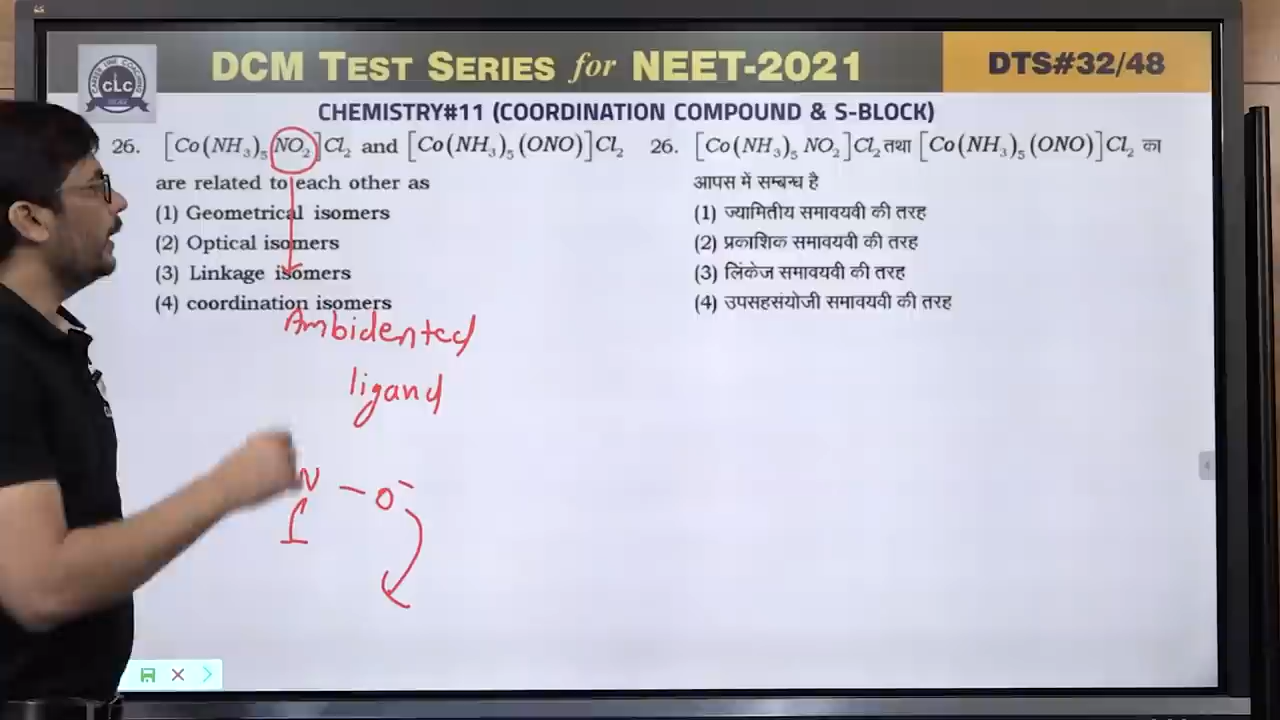 DCM TEST SERIES for NEET-2021
DTS#32/48
CLC
CHEMISTRY#11 (COORDINATION COMPOUND & S-BLOCK)
26. [Co(NH₃)₅NO₂]Cl₂ and [Co(NH₃)₅(ONO)]Cl₂
are related to each other as
(1) Geometrical isomers
(2) Optical isomers
(3) Linkage isomers
(4) coordination isomers
Ambidented
ligand
N – O⁻
26. [Co(NH₃)₅ NO₂]Cl₂ तथा [Co(NH₃)₅(ONO)]Cl₂ का
आपस में सम्बन्ध है
(1) ज्यामितीय समावयवी की तरह
(2) प्रकाशिक समावयवी की तरह
(3) लिंकेज समावयवी की तरह
(4) उपसहसंयोजी समावयवी की तरह